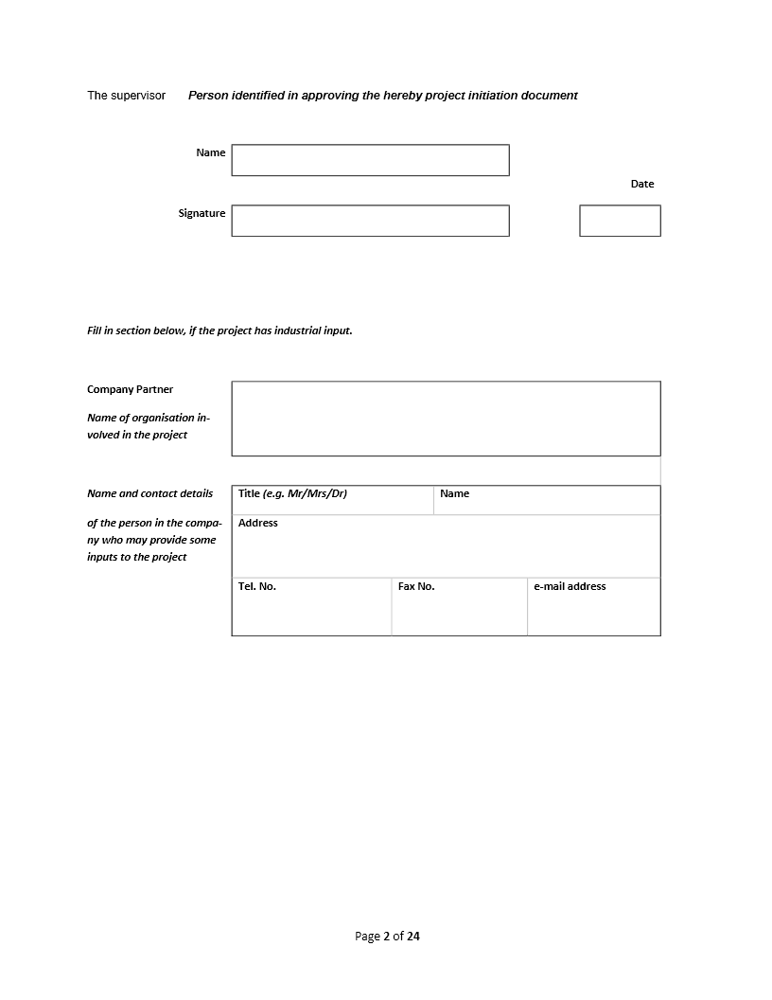 The supervisor Person identified in approving the hereby project initiation document
Name
Date
Signature
Fill in section below, if the project has industrial input.
Company Partner
Name of organisation in-
volved in the project
Name and contact details
Title (e.g. Mr/Mrs/Dr) Name
of the person in the compa-
ny who may provide some
inputs to the project
Address
Tel. No. Fax No. e-mail address
Page 2 of 24